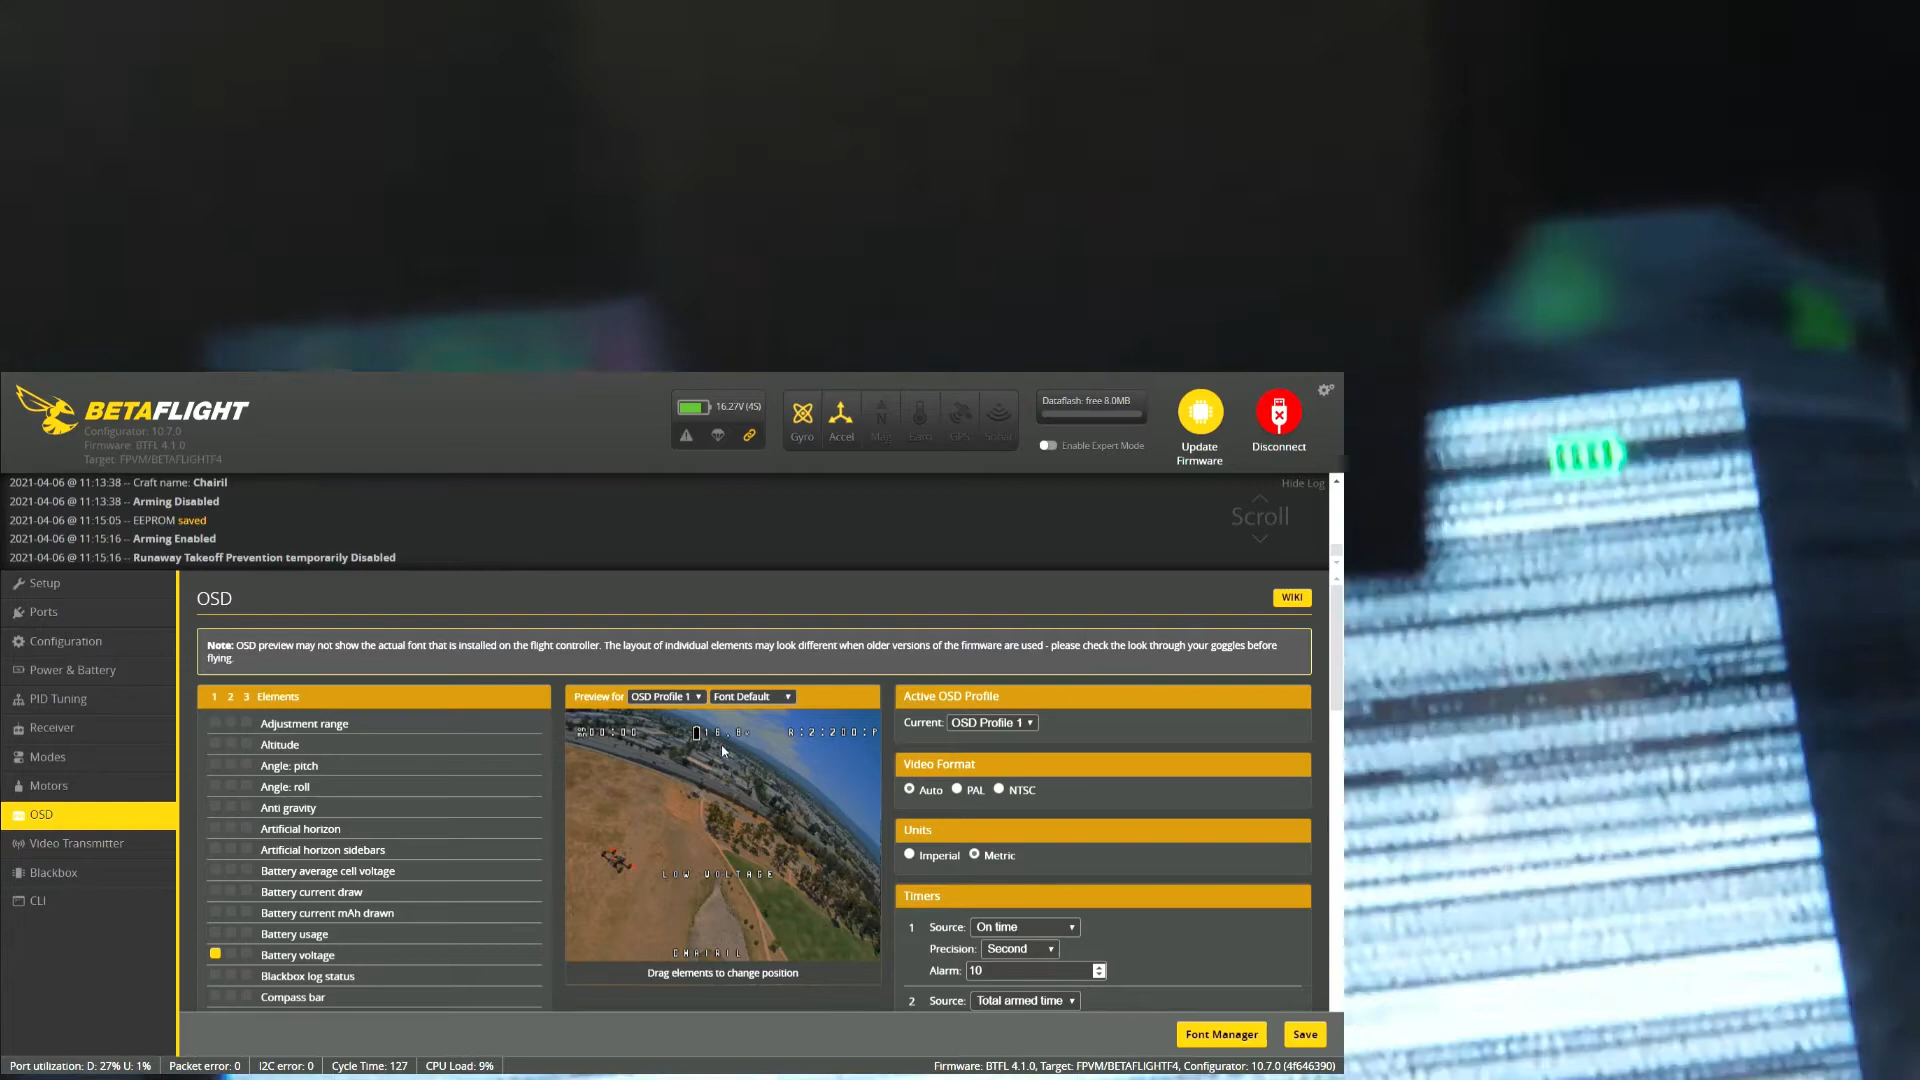 BETAFLIGHT
Configurator: 10.7.0
Firmware: BTFL 4.1.0
Target: FPVM/BETAFLIGHTF4
16.27V (4S)
Gyro
Accel
Mag
Baro
GPS
Sonar
Dataflash: free 8.0MB
Enable Expert Mode
Update
Firmware
Disconnect
2021-04-06 @ 11:13:38 -- Craft name: Chairil
2021-04-06 @ 11:13:38 -- Arming Disabled
2021-04-06 @ 11:15:05 -- EEPROM saved
2021-04-06 @ 11:15:16 -- Arming Enabled
2021-04-06 @ 11:15:16 -- Runaway Takeoff Prevention temporarily Disabled
Hide Log
Scroll
Setup
Ports
Configuration
Power & Battery
PID Tuning
Receiver
Modes
Motors
OSD
Video Transmitter
Blackbox
CLI
OSD
WIKI
Note: OSD preview may not show the actual font that is installed on the flight controller. The layout of individual elements may look different when older versions of the firmware are used - please check the look through your goggles before
flying.
1 2 3 Elements
Adjustment range
Altitude
Angle: pitch
Angle: roll
Anti gravity
Artificial horizon
Artificial horizon sidebars
Battery average cell voltage
Battery current draw
Battery current mAh drawn
Battery usage
Battery voltage
Blackbox log status
Compass bar
Preview for OSD Profile 1 Font Default
00:00 16.8V R:2:200:P
LOW VOLTAGE
CHAIRIL
Drag elements to change position
Active OSD Profile
Current: OSD Profile 1
Video Format
Auto PAL NTSC
Units
Imperial Metric
Timers
1 Source: On time
Precision: Second
Alarm: 10
2 Source: Total armed time
Font Manager
Save
Port utilization: D: 27% U: 1%
Packet error: 0
I2C error: 0
Cycle Time: 127
CPU Load: 9%
Firmware: BTFL 4.1.0, Target: FPVM/BETAFLIGHTF4, Configurator: 10.7.0 (4f646390)